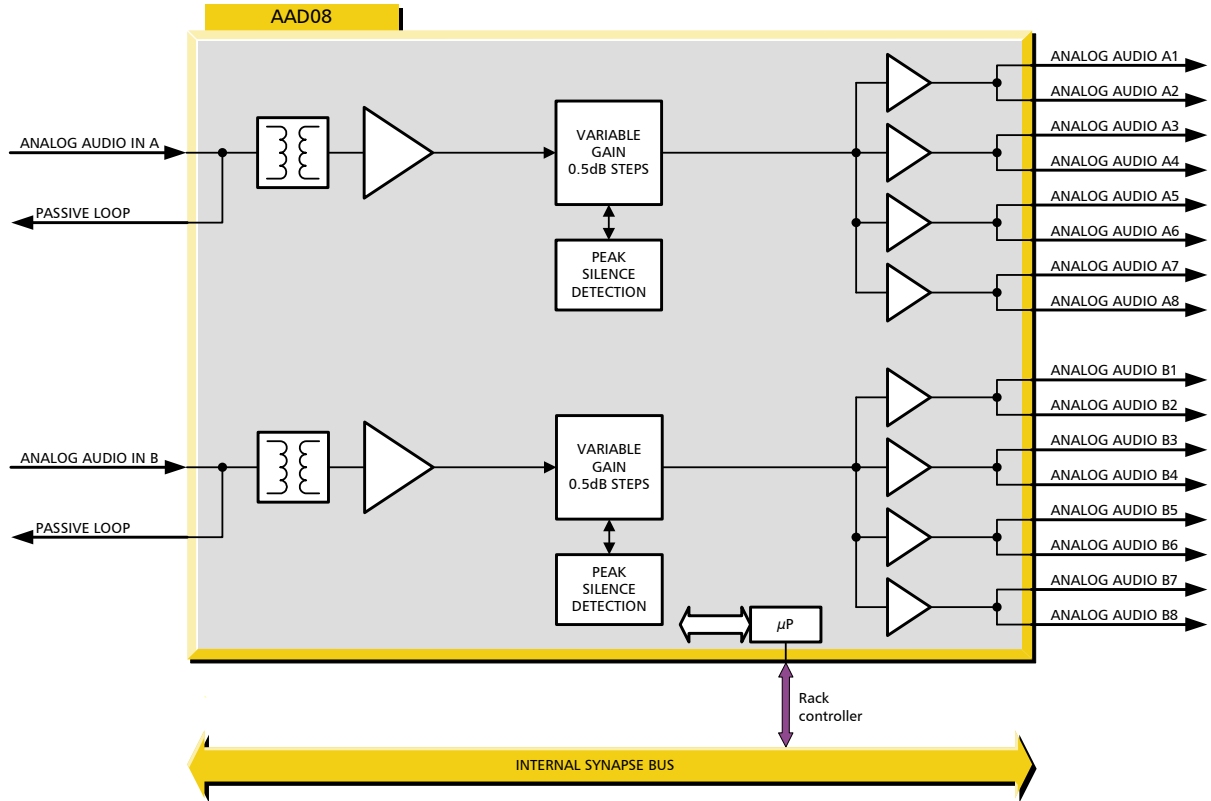 AAD08
ANALOG AUDIO IN A
PASSIVE LOOP
VARIABLE
GAIN
0.5dB STEPS
PEAK
SILENCE
DETECTION
ANALOG AUDIO A1
ANALOG AUDIO A2
ANALOG AUDIO A3
ANALOG AUDIO A4
ANALOG AUDIO A5
ANALOG AUDIO A6
ANALOG AUDIO A7
ANALOG AUDIO A8
ANALOG AUDIO IN B
PASSIVE LOOP
VARIABLE
GAIN
0.5dB STEPS
PEAK
SILENCE
DETECTION
µP
ANALOG AUDIO B1
ANALOG AUDIO B2
ANALOG AUDIO B3
ANALOG AUDIO B4
ANALOG AUDIO B5
ANALOG AUDIO B6
ANALOG AUDIO B7
ANALOG AUDIO B8
Rack
controller
INTERNAL SYNAPSE BUS